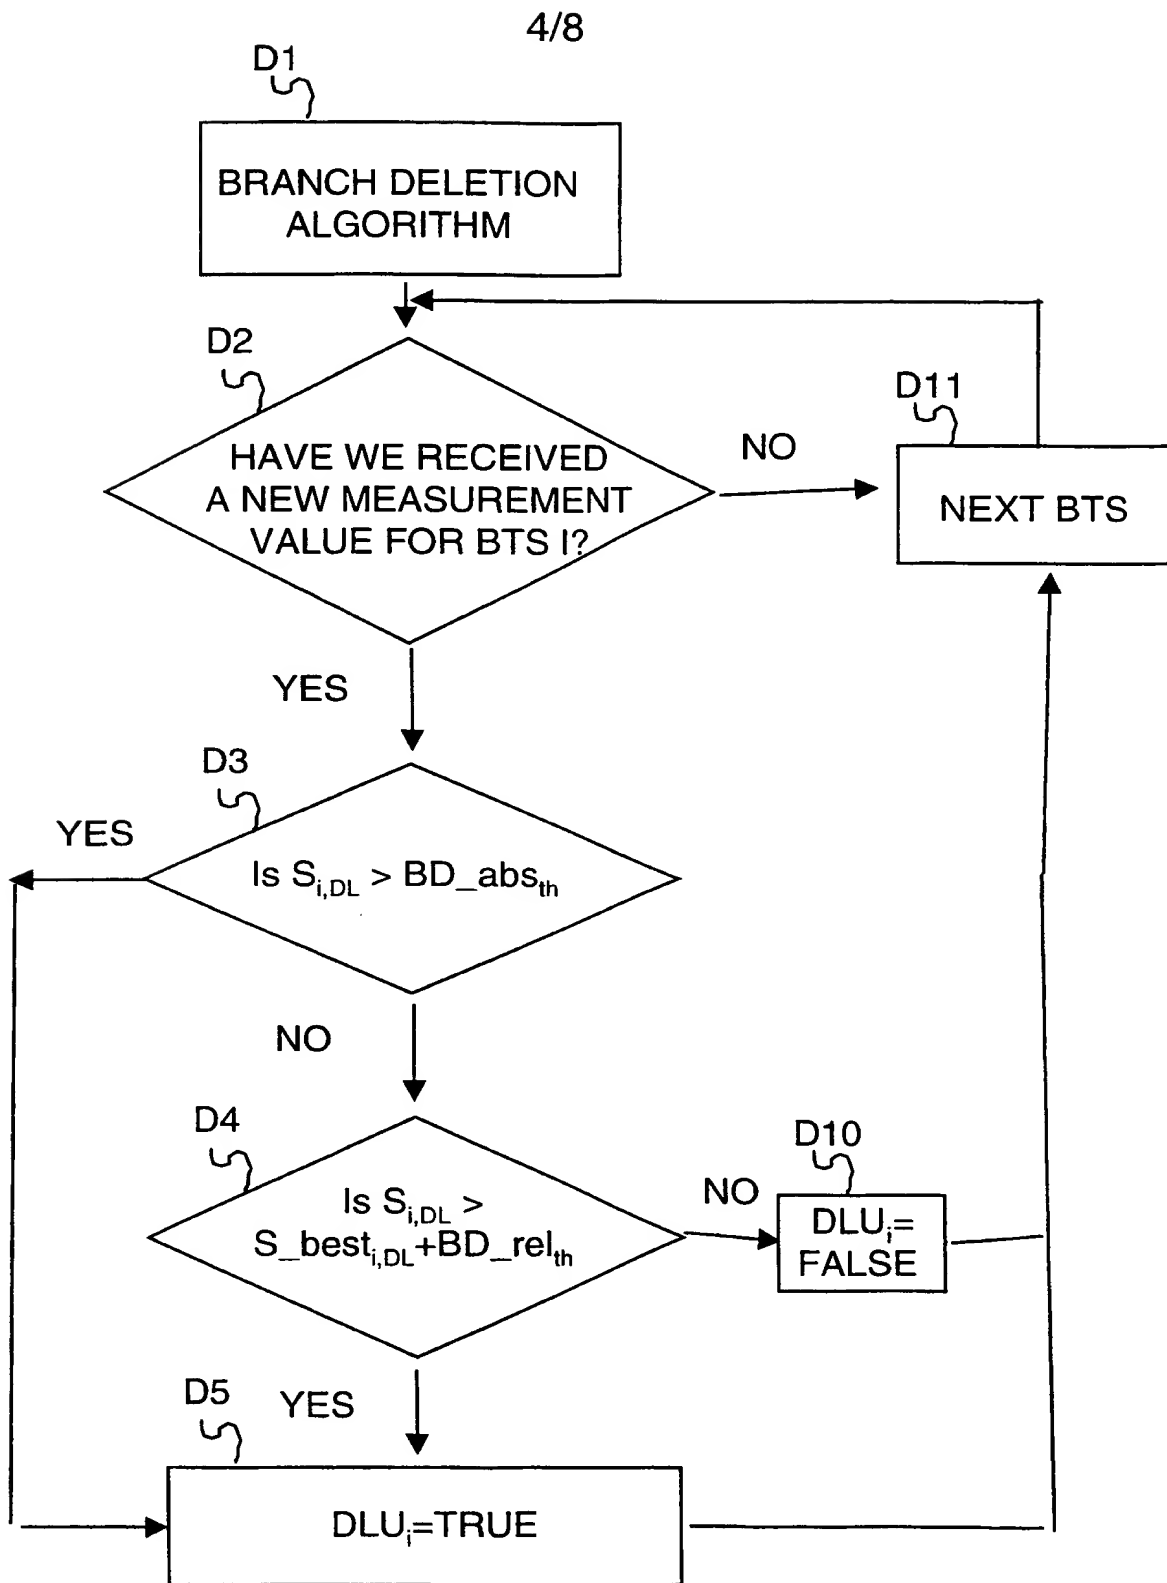 4/8
D1
BRANCH DELETION
ALGORITHM
D2
HAVE WE RECEIVED
A NEW MEASUREMENT
VALUE FOR BTS I?
NO
D11
NEXT BTS
YES
D3
YES
Is S_{i,DL} > BD_abs_{th}
NO
D4
Is S_{i,DL} >
S_best_{i,DL}+BD_rel_{th}
NO
D10
DLU_i=
FALSE
D5
YES
DLU_i=TRUE